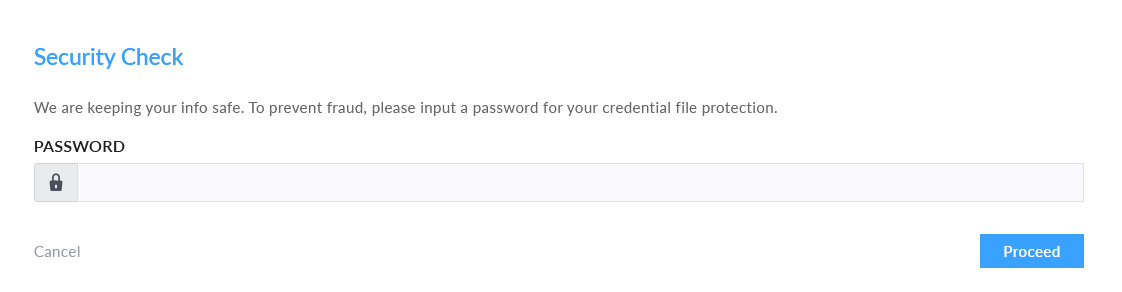 Security Check
We are keeping your info safe. To prevent fraud, please input a password for your credential file protection.
PASSWORD
Cancel
Proceed